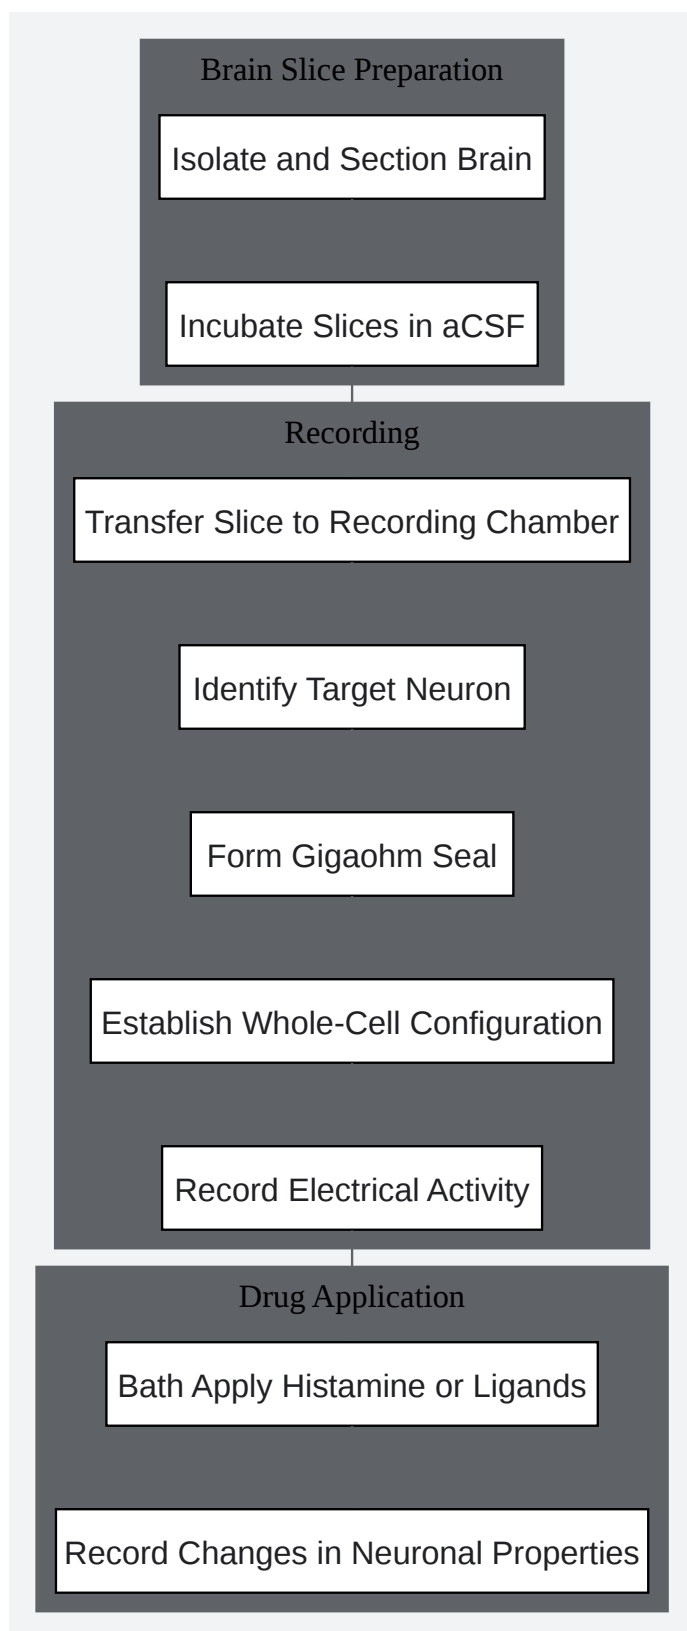 Brain Slice Preparation
Isolate and Section Brain
Incubate Slices in aCSF
Recording
Transfer Slice to Recording Chamber
Identify Target Neuron
Form Gigaohm Seal
Establish Whole-Cell Configuration
Record Electrical Activity
Drug Application
Bath Apply Histamine or Ligands
Record Changes in Neuronal Properties